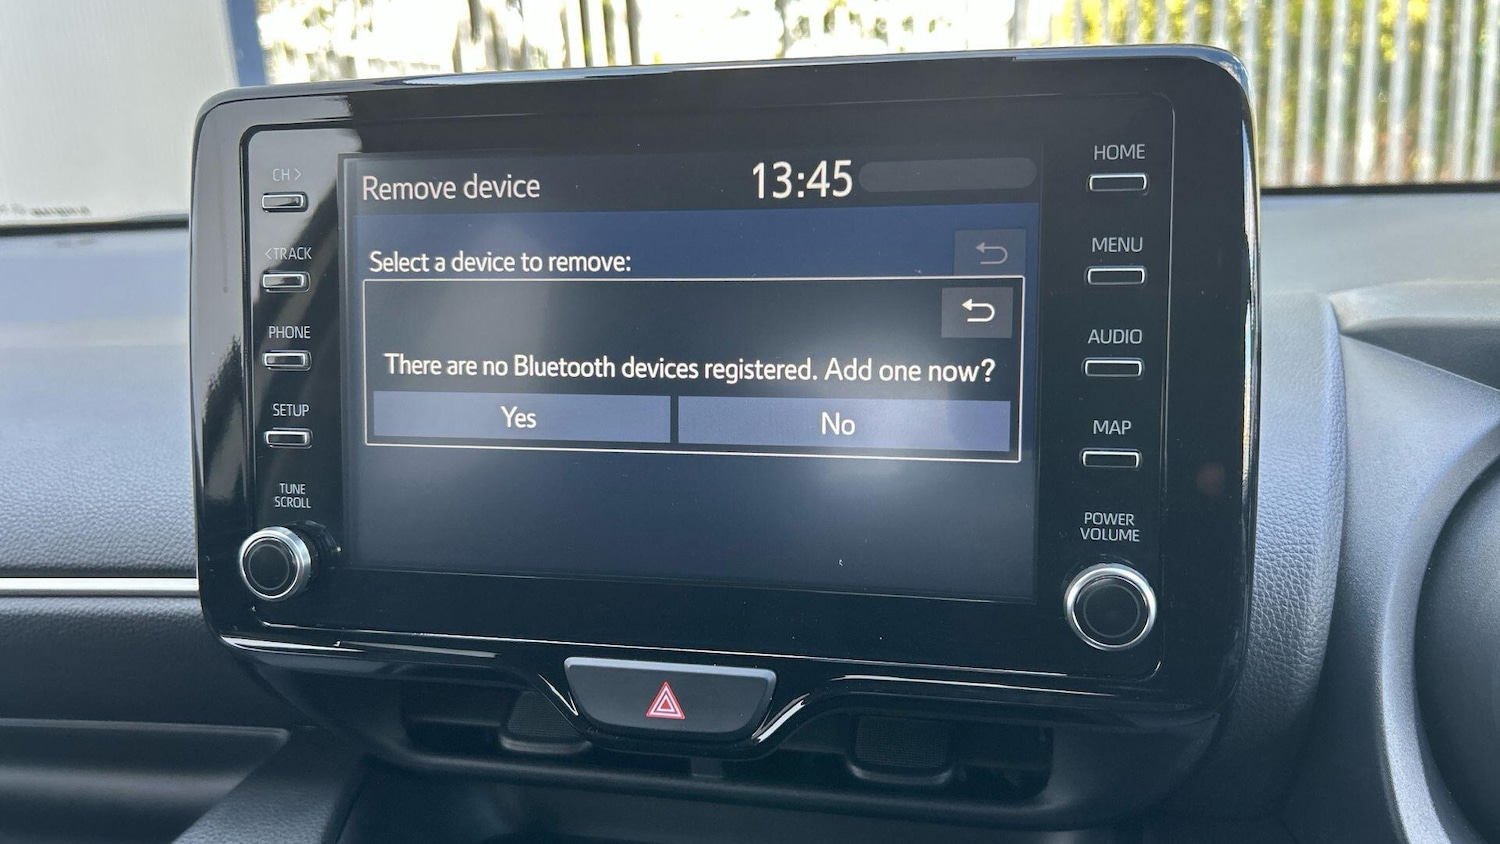 CH >
<TRACK
PHONE
SETUP
TUNE
SCROLL
Remove device
13:45
Select a device to remove:
There are no Bluetooth devices registered. Add one now?
Yes
No
HOME
MENU
AUDIO
MAP
POWER
VOLUME